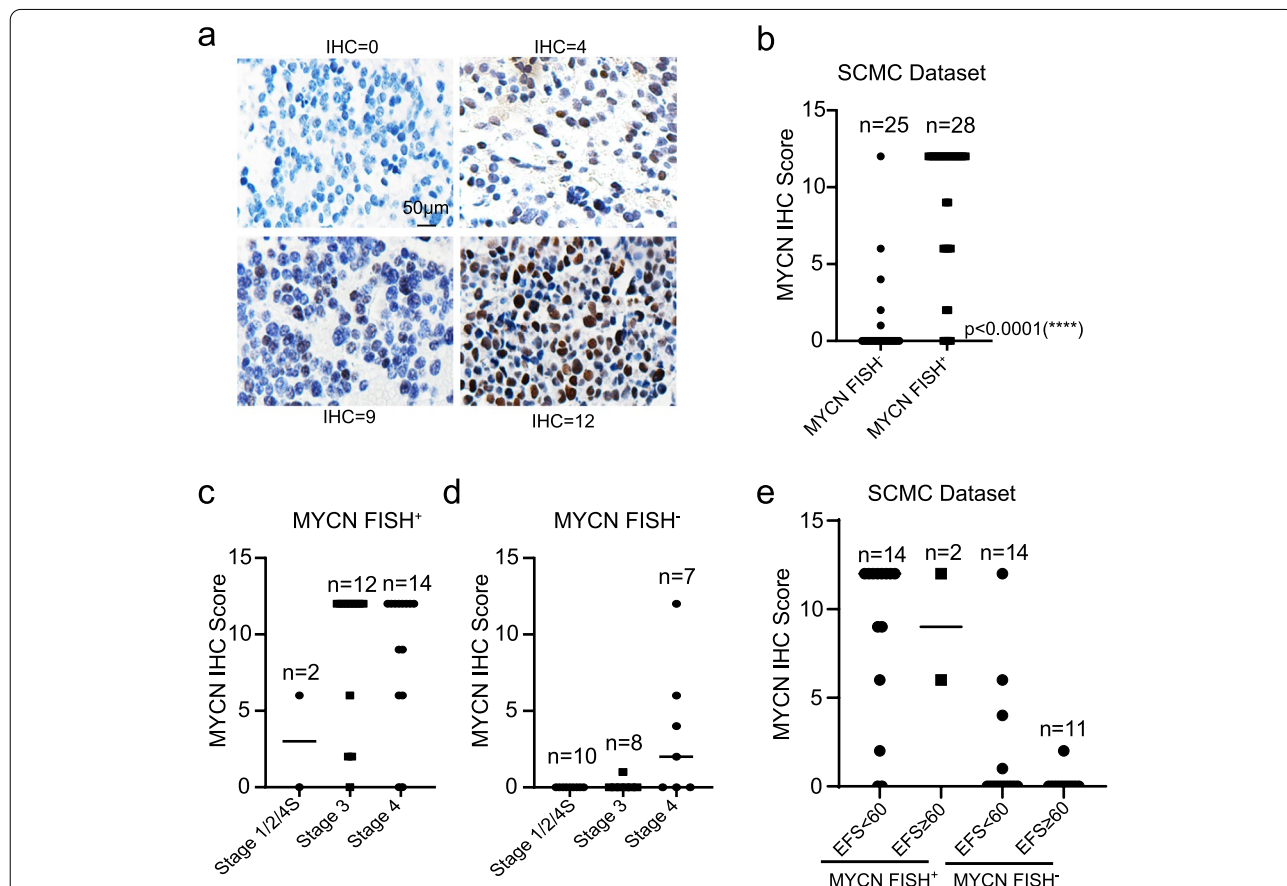 a
IHC=0
IHC=4
50μm
IHC=9
IHC=12
b
SCMC Dataset
MYCN IHC Score
15
10
5
0
n=25
n=28
p<0.0001(****)
MYCN FISH⁻
MYCN FISH⁺
c
MYCN FISH⁺
MYCN IHC Score
15
10
5
0
n=2
n=12
n=14
Stage 1/2/4S
Stage 3
Stage 4
d
MYCN FISH⁻
MYCN IHC Score
15
10
5
0
n=10
n=8
n=7
Stage 1/2/4S
Stage 3
Stage 4
e
SCMC Dataset
MYCN IHC Score
15
10
5
0
n=14
n=2
n=14
n=11
EFS<60
EFS≥60
EFS<60
EFS≥60
MYCN FISH⁺
MYCN FISH⁻